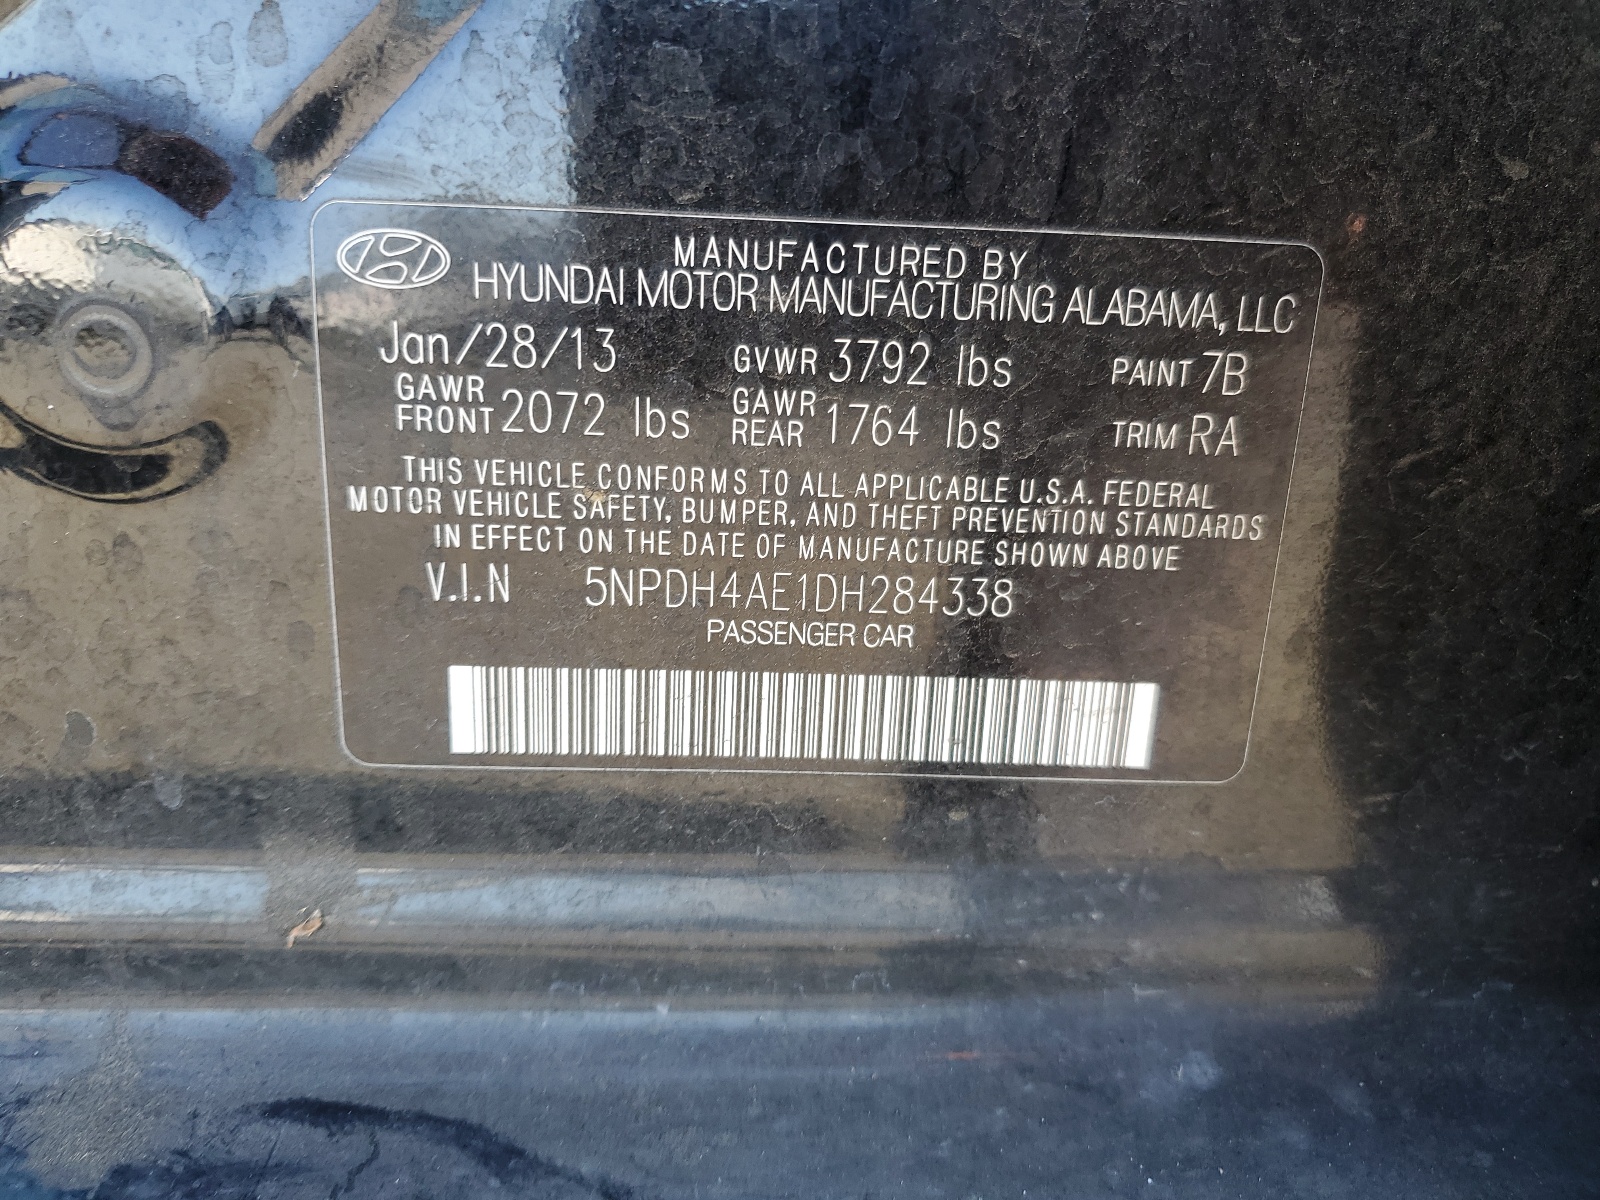 MANUFACTURED BY
HYUNDAI MOTOR MANUFACTURING ALABAMA, LLC
Jan/28/13 GVWR 3792 lbs PAINT 7B
GAWR FRONT 2072 lbs GAWR REAR 1764 lbs TRIM RA
THIS VEHICLE CONFORMS TO ALL APPLICABLE U.S.A. FEDERAL
MOTOR VEHICLE SAFETY, BUMPER, AND THEFT PREVENTION STANDARDS
IN EFFECT ON THE DATE OF MANUFACTURE SHOWN ABOVE
V.I.N 5NPDH4AE1DH284338
PASSENGER CAR